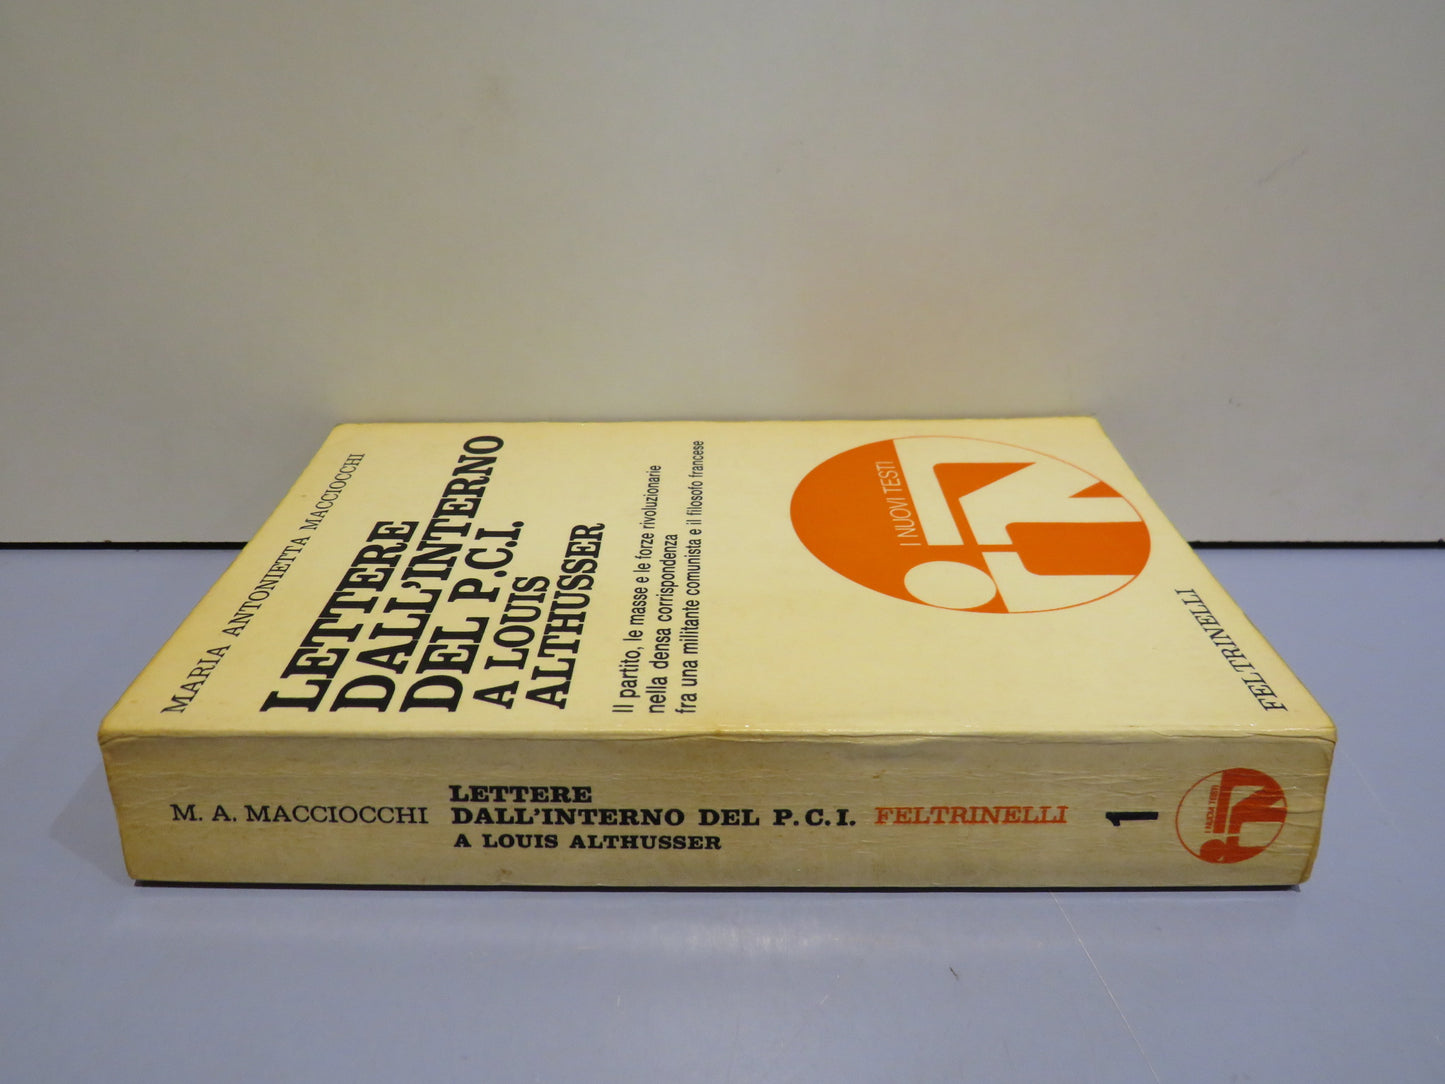 MARIA ANTONIETTA MACCIOCCHI
LETTERE
DALL'INTERNO
DEL P.C.I.
A LOUIS
ALTHUSSER
Il partito, le masse e le forze rivoluzionarie
nella densa corrispondenza
fra una militante comunista e il filosofo francese
I NUOVI TESTI
FELTRINELLI
M. A. MACCIOCCHI
LETTERE
DALL'INTERNO DEL P.C.I.
A LOUIS ALTHUSSER
FELTRINELLI
1
I NUOVI TESTI